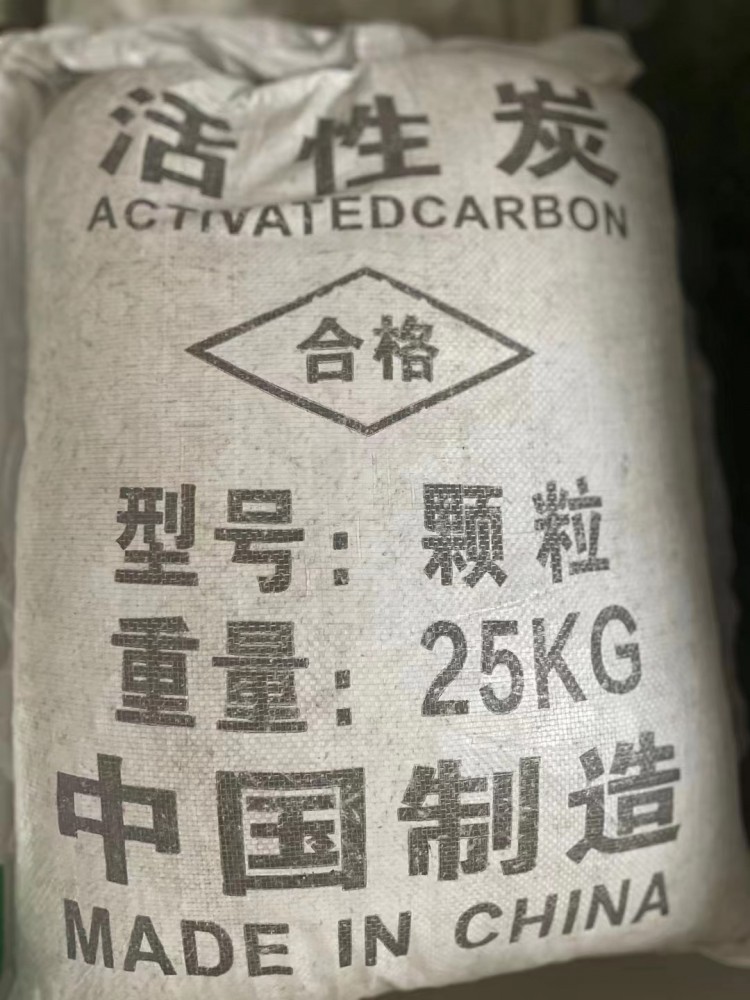 活性炭
ACTIVATEDCARBON
合格
型号：颗粒
重量：25KG
中国制造
MADE IN CHINA